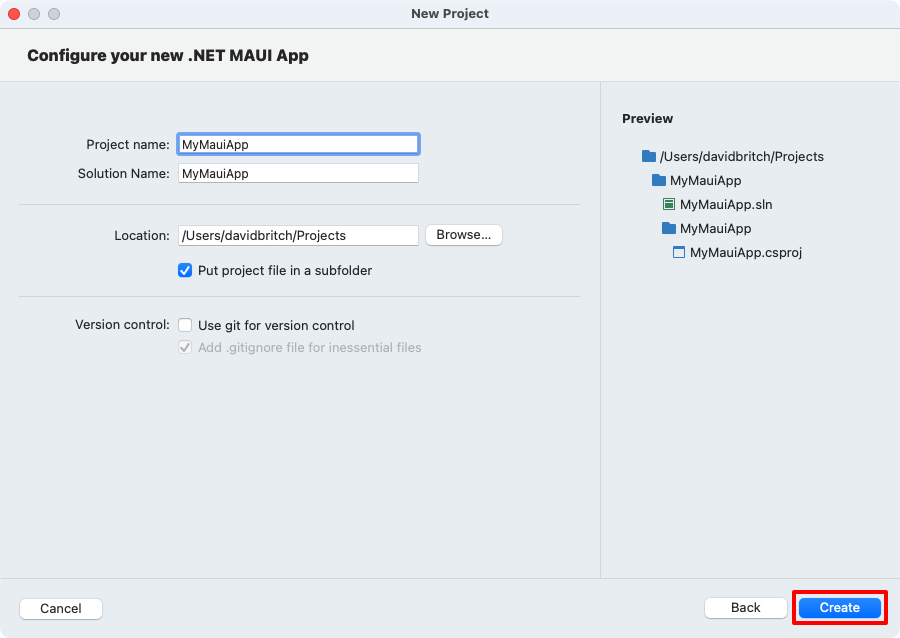 New Project
Configure your new .NET MAUI App
Project name: MyMauiApp
Solution Name: MyMauiApp
Location: /Users/davidbritch/Projects Browse...
Put project file in a subfolder
Version control: Use git for version control
Add .gitignore file for inessential files
Preview
/Users/davidbritch/Projects
MyMauiApp
MyMauiApp.sln
MyMauiApp
MyMauiApp.csproj
Cancel Back Create